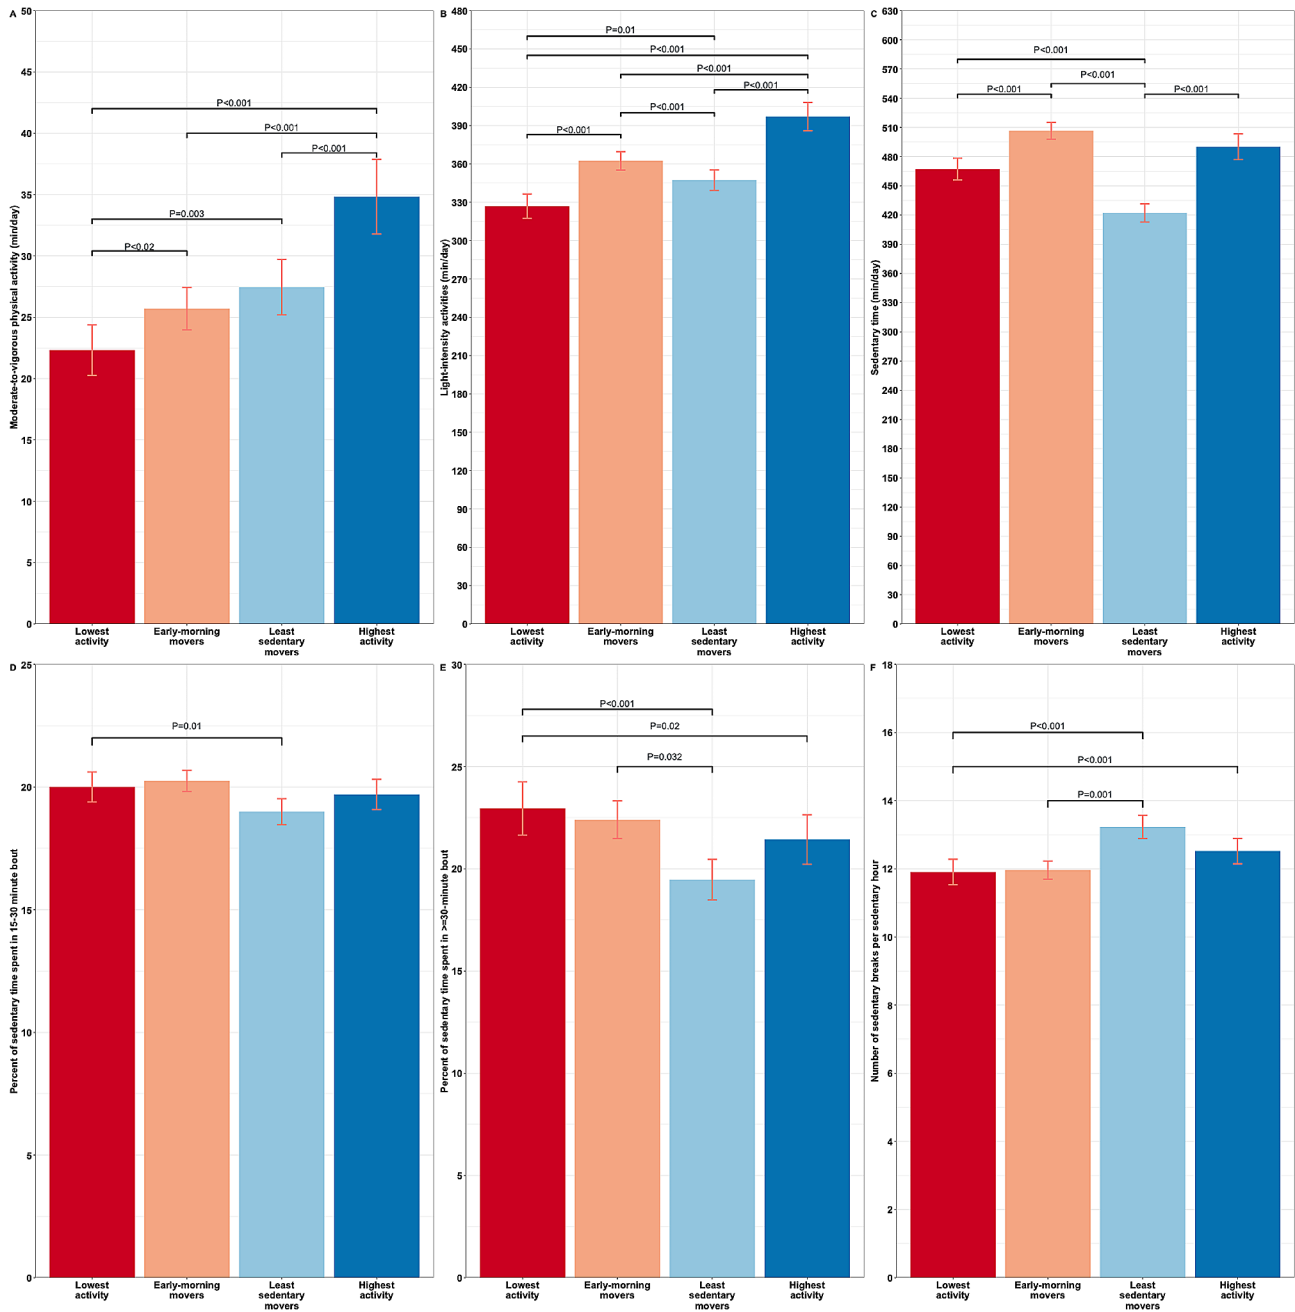 A
Moderate-to-vigorous physical activity (min/day)
50
45
40
35
30
25
20
15
10
5
0
P<0.001
P<0.001
P<0.001
P=0.003
P<0.02
Lowest
activity
Early-morning
movers
Least
sedentary
movers
Highest
activity
B
Light-intensity activities (min/day)
480
450
420
390
360
330
300
270
240
210
180
150
120
90
60
30
0
P=0.01
P<0.001
P<0.001
P<0.001
P<0.001
P<0.001
Lowest
activity
Early-morning
movers
Least
sedentary
movers
Highest
activity
C
Sedentary time (min/day)
630
600
570
540
510
480
450
420
390
360
330
300
270
240
210
180
150
120
90
60
30
0
P<0.001
P<0.001
P<0.001
P<0.001
Lowest
activity
Early-morning
movers
Least
sedentary
movers
Highest
activity
D
Percent of sedentary time spent in 15-30 minute bout
25
20
15
10
5
0
P=0.01
Lowest
activity
Early-morning
movers
Least
sedentary
movers
Highest
activity
E
Percent of sedentary time spent in >=30-minute bout
30
25
20
15
10
5
0
P<0.001
P=0.02
P=0.032
Lowest
activity
Early-morning
movers
Least
sedentary
movers
Highest
activity
F
Number of sedentary breaks per sedentary hour
18
16
14
12
10
8
6
4
2
0
P<0.001
P<0.001
P=0.001
Lowest
activity
Early-morning
movers
Least
sedentary
movers
Highest
activity